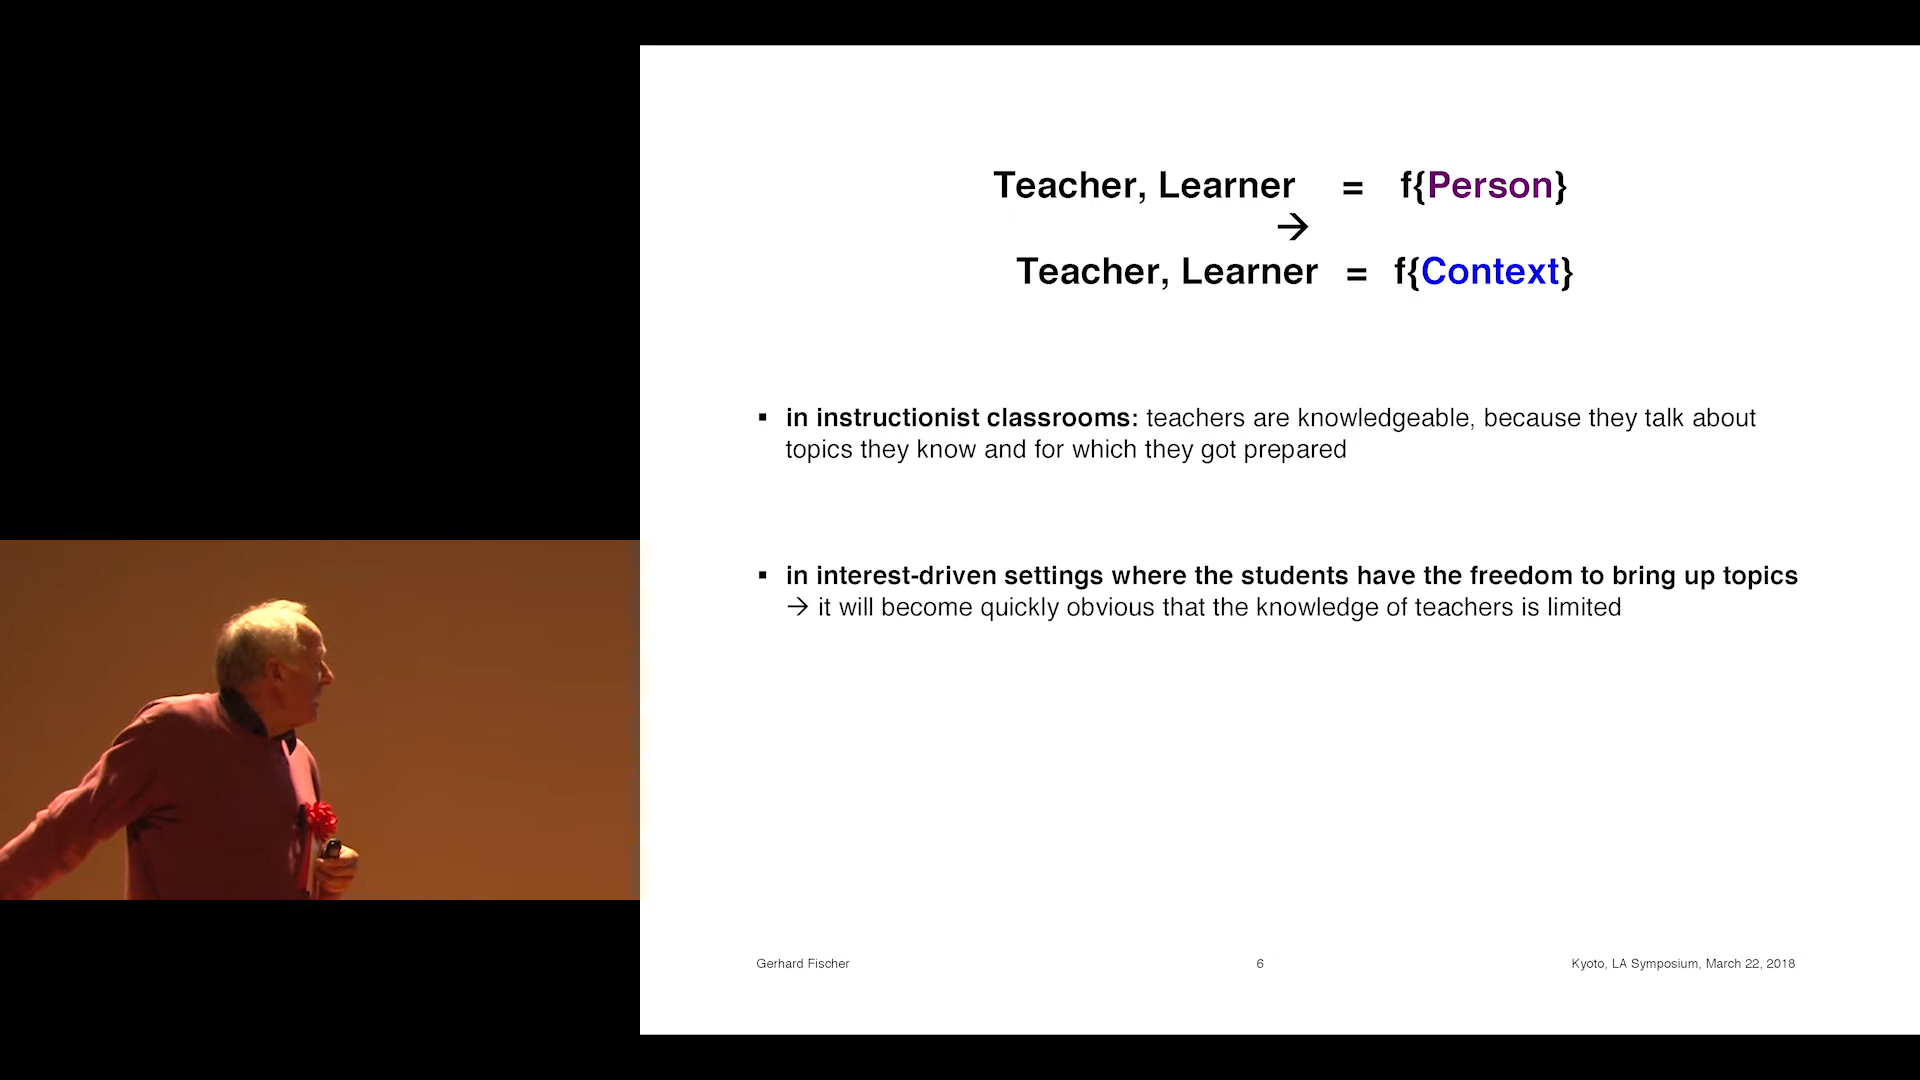 Teacher, Learner = f{Person}
→
Teacher, Learner = f{Context}
▪ in instructionist classrooms: teachers are knowledgeable, because they talk about
topics they know and for which they got prepared
▪ in interest-driven settings where the students have the freedom to bring up topics
→ it will become quickly obvious that the knowledge of teachers is limited
Gerhard Fischer
6
Kyoto, LA Symposium, March 22, 2018